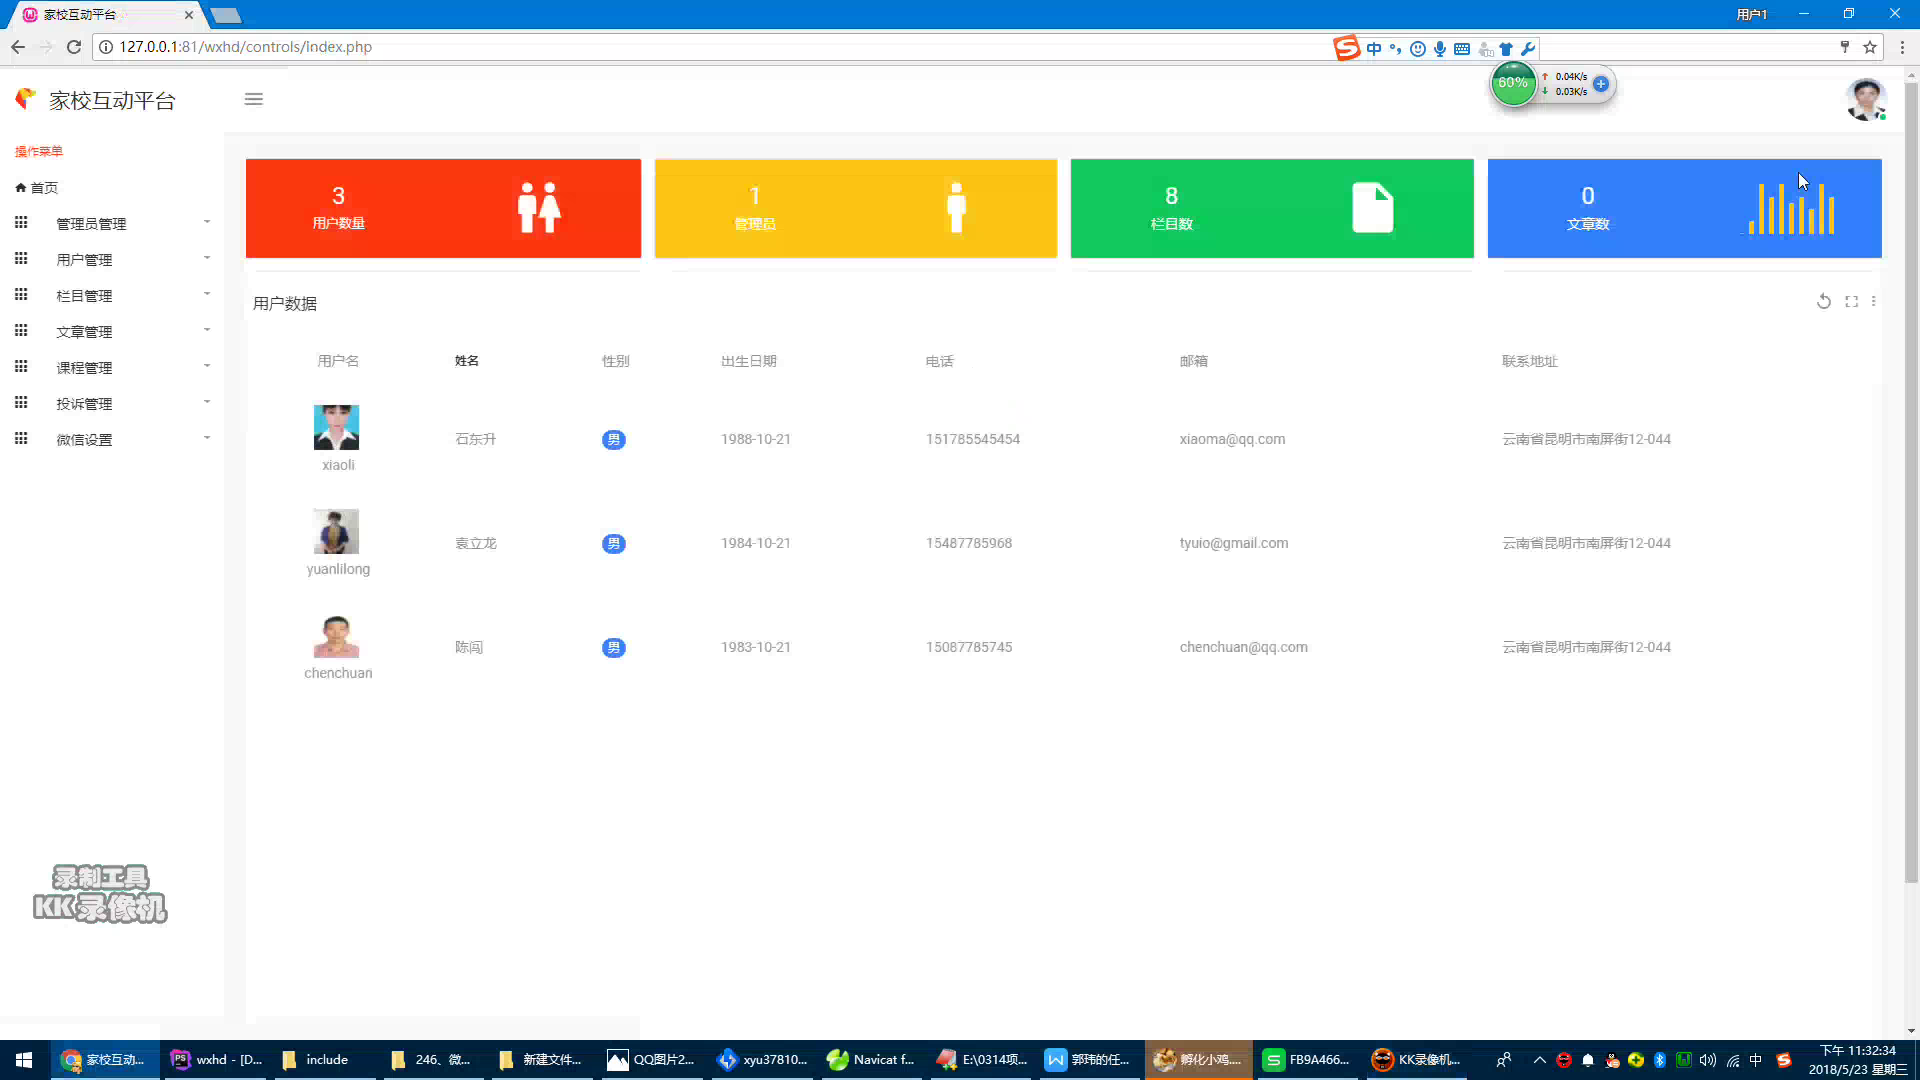 家校互动平台
用户1
127.0.0.1:81/wxhd/controls/Index.php
中
60%
0.04K/s
0.03K/s
家校互动平台
操作菜单
首页
管理员管理
用户管理
栏目管理
文章管理
课程管理
投诉管理
微信设置
3
用户数量
1
管理员
8
栏目数
0
文章数
用户数据
用户名 姓名 性别 出生日期 电话 邮箱 联系地址
xiaoli 石东升 男 1988-10-21 151785545454 xiaoma@qq.com 云南省昆明市南屏街12-044
yuanlilong 袁立龙 男 1984-10-21 15487785968 tyuio@gmail.com 云南省昆明市南屏街12-044
chenchuan 陈闯 男 1983-10-21 15087785745 chenchuan@qq.com 云南省昆明市南屏街12-044
录制工具
KK录像机
家校互动...
wxhd - [D...
include
246、微...
新建文件...
QQ图片2...
xyu37810...
Navicat f...
E:\0314项...
郭玮的任...
孵化小鸡....
FB9A466...
KK录像机...
中
下午 11:32:34
2018/5/23 星期三